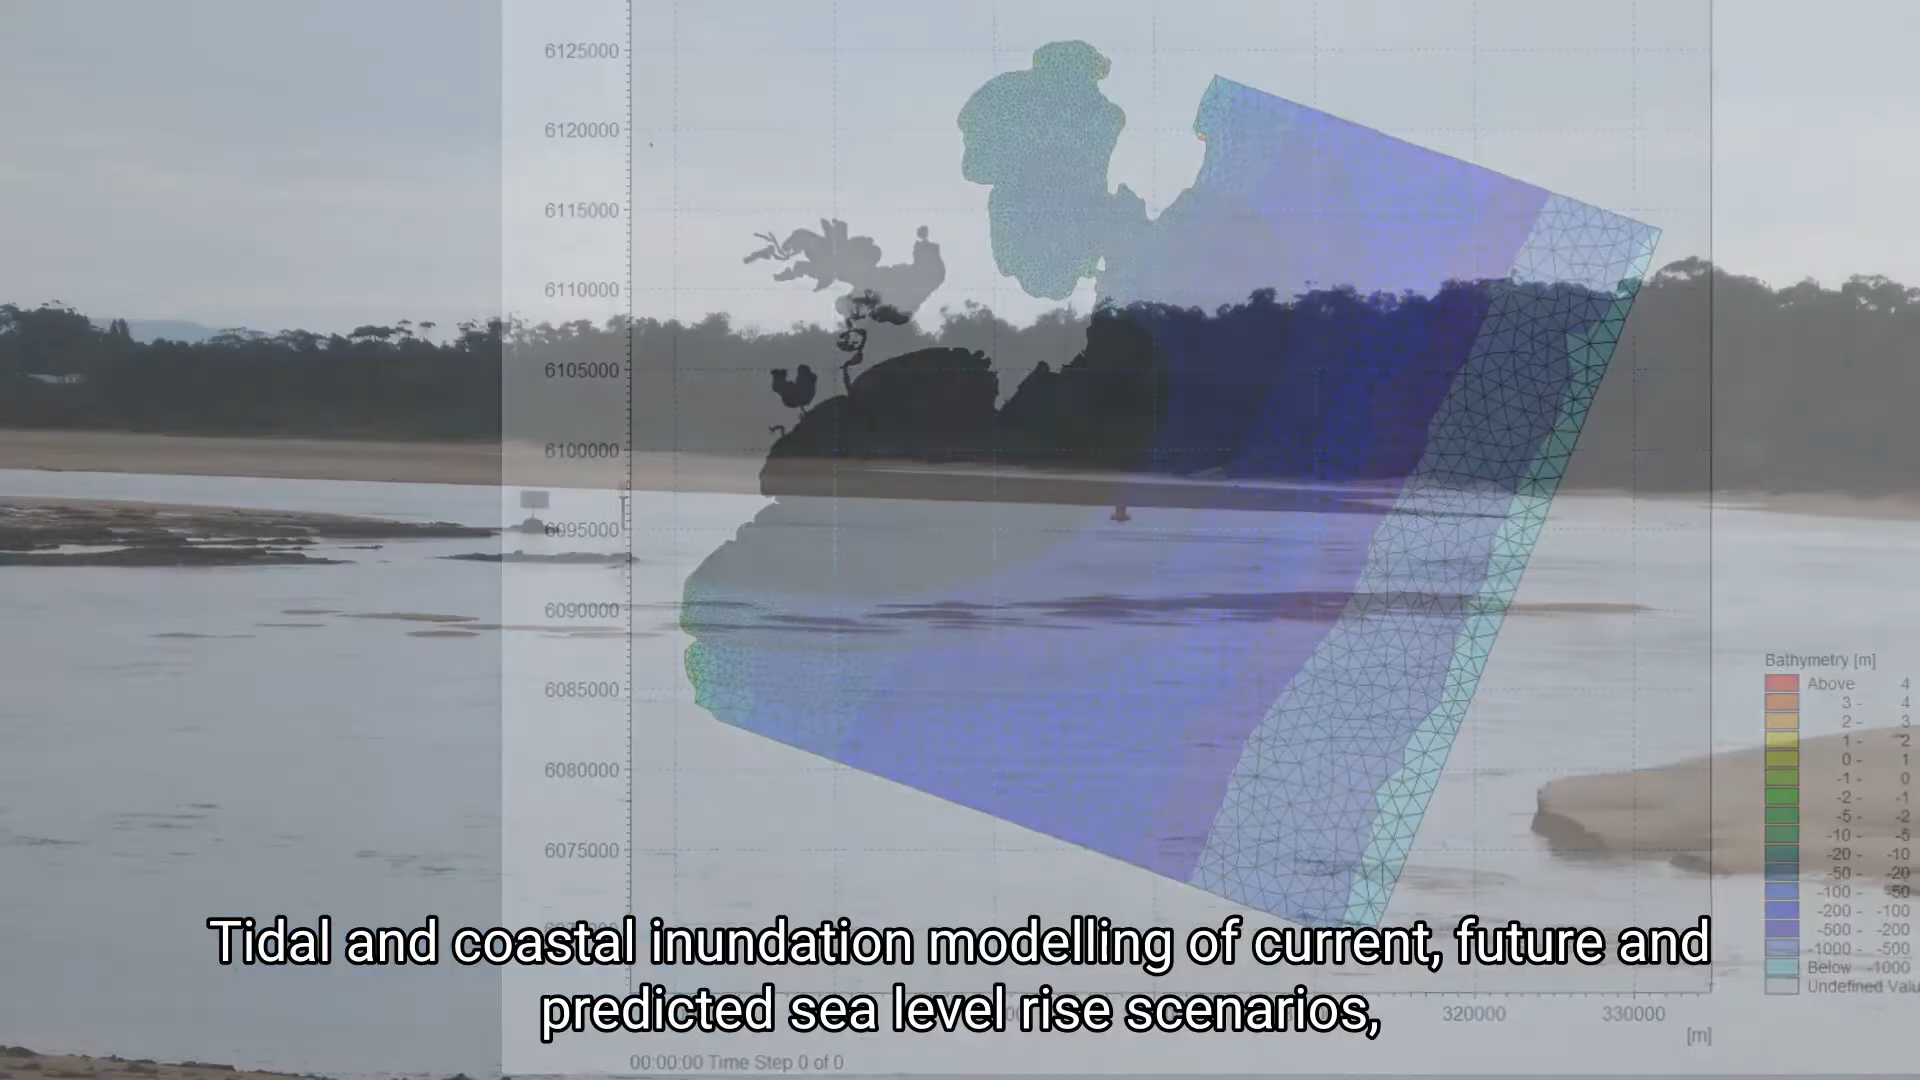 6125000
6120000
6115000
6110000
6105000
6100000
6095000
6090000
6085000
6080000
6075000
Bathymetry [m]
Above 4
3 - 4
2 - 3
1 - 2
0 - 1
-1 - 0
-2 - -1
-5 - -2
-10 - -5
-20 - -10
-50 - -20
-100 - -50
-200 - -100
-500 - -200
-1000 - -500
Below -1000
Undefined Valu
Tidal and coastal inundation modelling of current, future and
predicted sea level rise scenarios,
320000 330000
[m]
00:00:00 Time Step 0 of 0